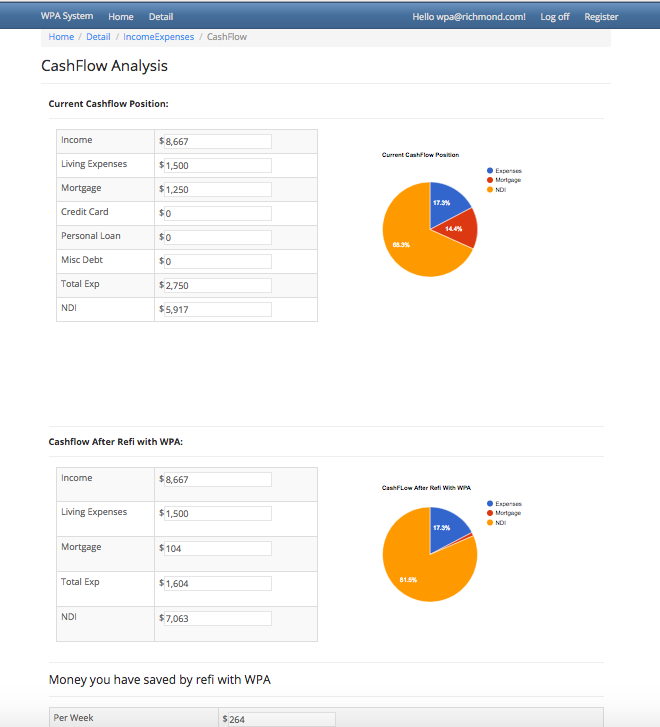 WPA System Home Detail Hello wpa@richmond.com! Log off Register
Home / Detail / IncomeExpenses / CashFlow
CashFlow Analysis
Current Cashflow Position:
Income $ 8,667
Living Expenses $ 1,500
Mortgage $ 1,250
Credit Card $ 0
Personal Loan $ 0
Misc Debt $ 0
Total Exp $ 2,750
NDI $ 5,917
Current CashFlow Position
Expenses
Mortgage
NDI
17.3%
14.4%
68.3%
Cashflow After Refi with WPA:
Income $ 8,667
Living Expenses $ 1,500
Mortgage $ 104
Total Exp $ 1,604
NDI $ 7,063
CashFLow After Refi With WPA
Expenses
Mortgage
NDI
17.3%
81.5%
Money you have saved by refi with WPA
Per Week $ 264